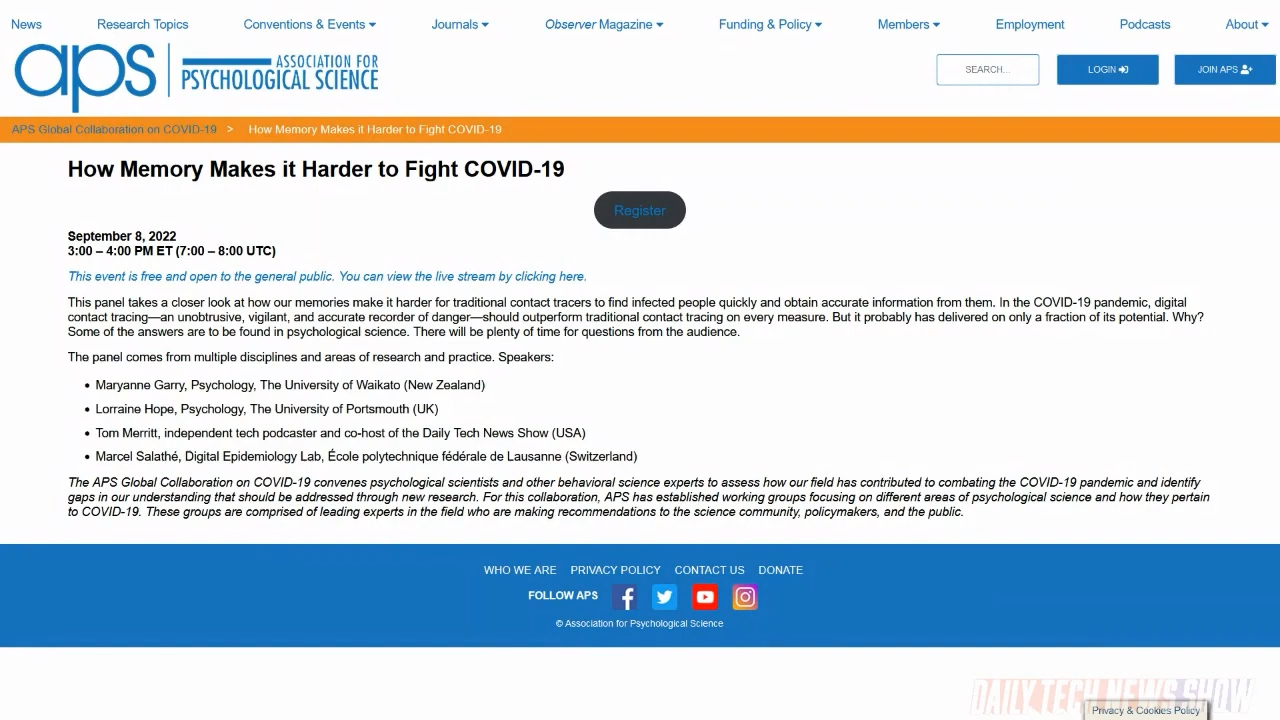 News Research Topics Conventions & Events Journals Observer Magazine Funding & Policy Members Employment Podcasts About
aps ASSOCIATION FOR
PSYCHOLOGICAL SCIENCE
SEARCH... LOGIN JOIN APS
APS Global Collaboration on COVID-19 > How Memory Makes it Harder to Fight COVID-19
How Memory Makes it Harder to Fight COVID-19
Register
September 8, 2022
3:00 – 4:00 PM ET (7:00 – 8:00 UTC)
This event is free and open to the general public. You can view the live stream by clicking here.
This panel takes a closer look at how our memories make it harder for traditional contact tracers to find infected people quickly and obtain accurate information from them. In the COVID-19 pandemic, digital
contact tracing—an unobtrusive, vigilant, and accurate recorder of danger—should outperform traditional contact tracing on every measure. But it probably has delivered on only a fraction of its potential. Why?
Some of the answers are to be found in psychological science. There will be plenty of time for questions from the audience.
The panel comes from multiple disciplines and areas of research and practice. Speakers:
• Maryanne Garry, Psychology, The University of Waikato (New Zealand)
• Lorraine Hope, Psychology, The University of Portsmouth (UK)
• Tom Merritt, independent tech podcaster and co-host of the Daily Tech News Show (USA)
• Marcel Salathé, Digital Epidemiology Lab, École polytechnique fédérale de Lausanne (Switzerland)
The APS Global Collaboration on COVID-19 convenes psychological scientists and other behavioral science experts to assess how our field has contributed to combating the COVID-19 pandemic and identify
gaps in our understanding that should be addressed through new research. For this collaboration, APS has established working groups focusing on different areas of psychological science and how they pertain
to COVID-19. These groups are comprised of leading experts in the field who are making recommendations to the science community, policymakers, and the public.
WHO WE ARE PRIVACY POLICY CONTACT US DONATE
FOLLOW APS
© Association for Psychological Science
DAILY TECH NEWS SHOW
Privacy & Cookies Policy